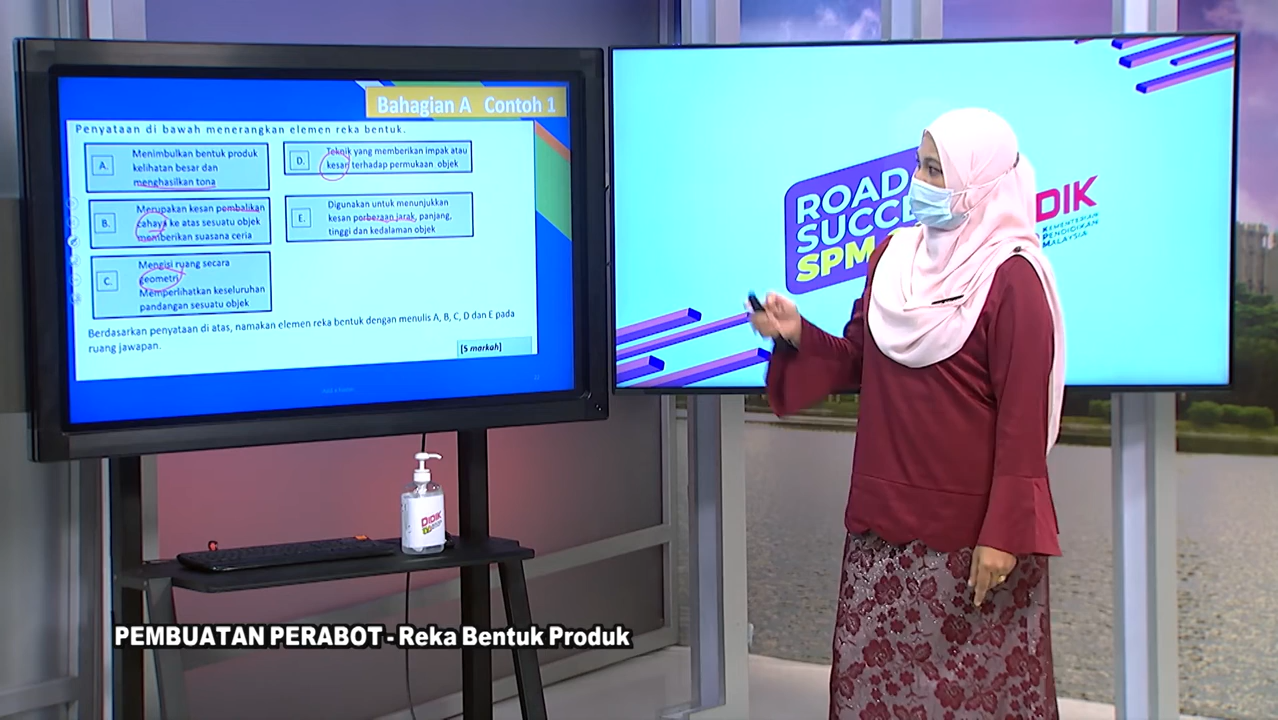 Bahagian A Contoh 1
Penyataan di bawah menerangkan elemen reka bentuk.
A.
Menimbulkan bentuk produk
kelihatan besar dan
menghasilkan tona
B.
Merupakan kesan pembalikan
cahaya ke atas sesuatu objek
memberikan suasana ceria
C.
Mengisi ruang secara
geometri
Memperlihatkan keseluruhan
pandangan sesuatu objek
D.
Teknik yang memberikan impak atau
kesan terhadap permukaan objek
E.
Digunakan untuk menunjukkan
kesan perbezaan jarak, panjang,
tinggi dan kedalaman objek
Berdasarkan penyataan di atas, namakan elemen reka bentuk dengan menulis A, B, C, D dan E pada
ruang jawapan.
[5 markah]
ROAD
SUCCE
SPM
DIDIK
KEMENTERIAN
PENDIDIKAN
MALAYSIA
DIDIK
PEMBUATAN PERABOT - Reka Bentuk Produk